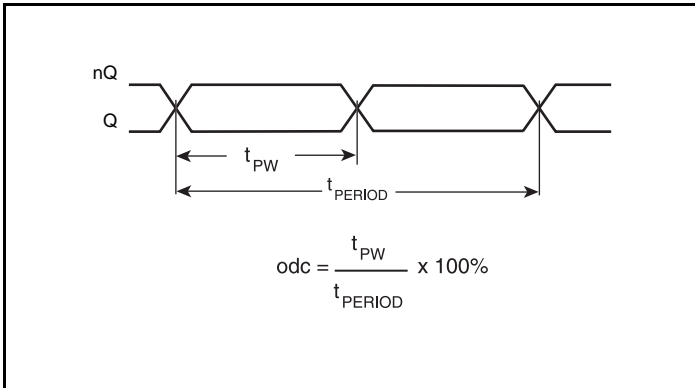 nQ
Q
tPW
tPERIOD
odc = tPW / tPERIOD x 100%